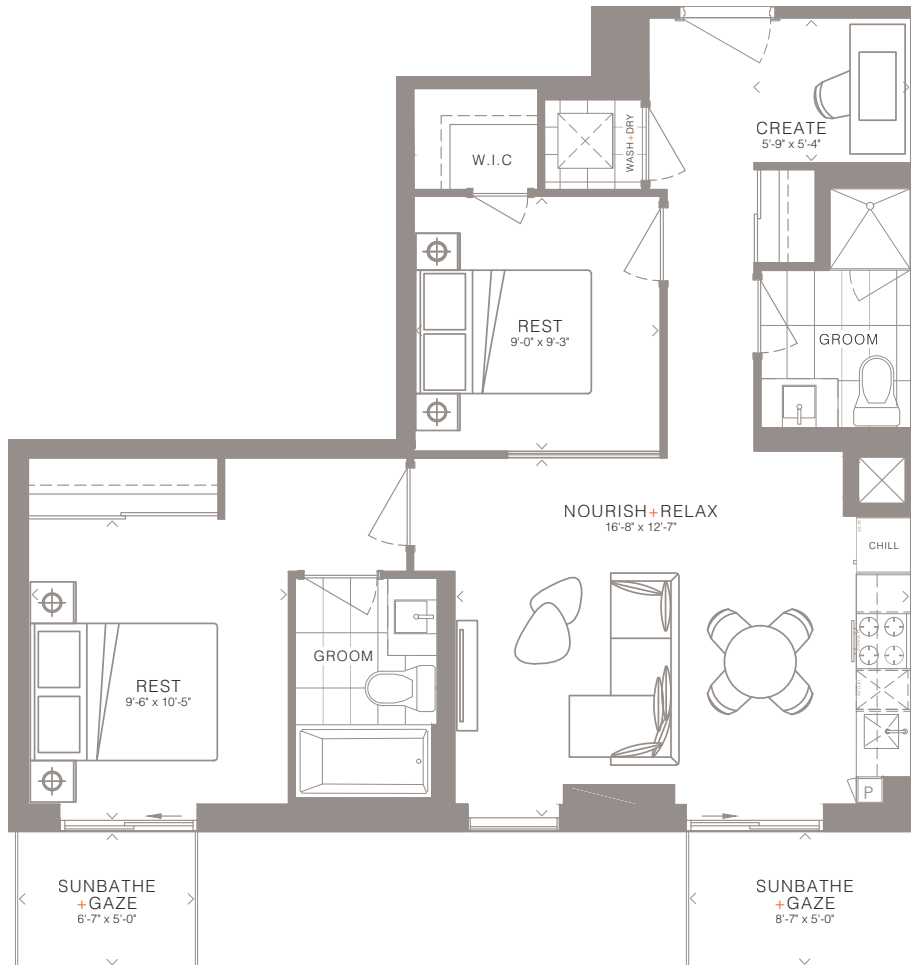 CREATE
5'-9" x 5'-4"
WASH+DRY
W.I.C
REST
9'-0" x 9'-3"
GROOM
NOURISH+RELAX
16'-8" x 12'-7"
CHILL
GROOM
REST
9'-6" x 10'-5"
P
SUNBATHE
+GAZE
6'-7" x 5'-0"
SUNBATHE
+GAZE
8'-7" x 5'-0"